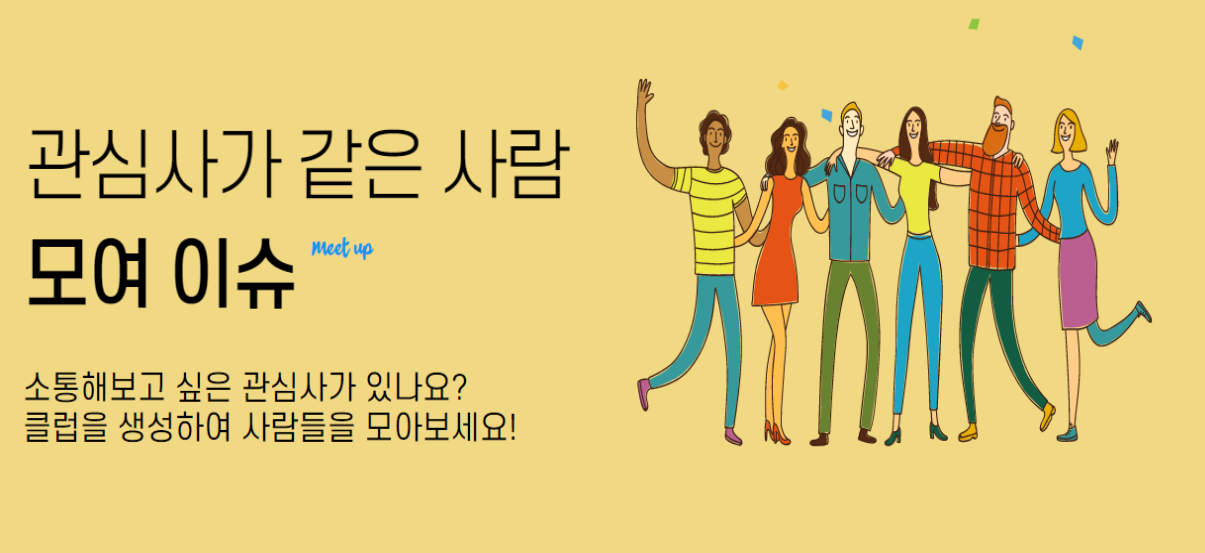 관심사가 같은 사람
모여 이슈 meet up
소통해보고 싶은 관심사가 있나요?
클럽을 생성하여 사람들을 모아보세요!